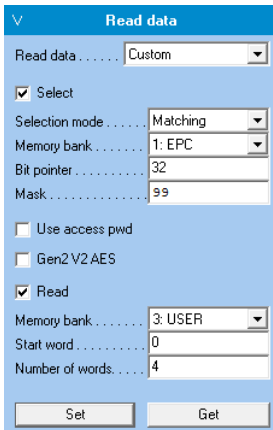 V Read data
Read data . . . . . . Custom
Select
Selection mode . . . . . Matching
Memory bank . . . . . 1: EPC
Bit pointer . . . . . . . . . . 32
Mask . . . . . . . . . . . . . . 99
Use access pwd
Gen2 V2 AES
Read
Memory bank . . . . . . . 3: USER
Start word . . . . . . . . . . 0
Number of words. . . . . 4
Set Get